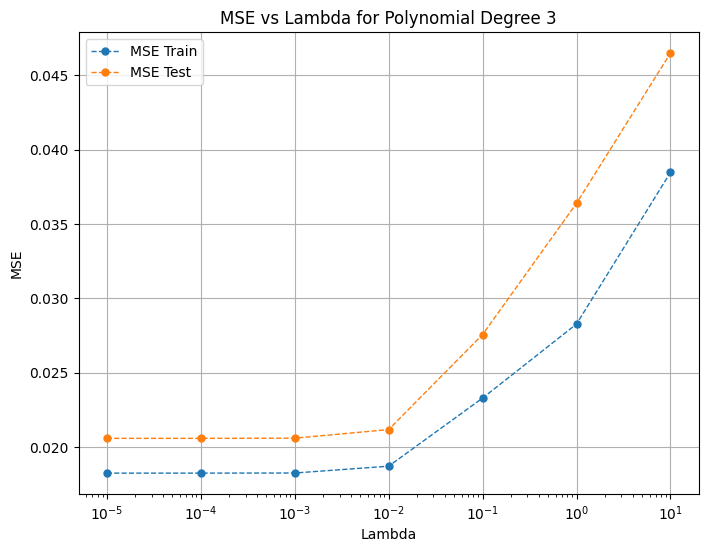 MSE vs Lambda for Polynomial Degree 3
MSE Train
MSE Test
0.045
0.040
0.035
0.030
0.025
0.020
MSE
10⁻⁵ 10⁻⁴ 10⁻³ 10⁻² 10⁻¹ 10⁰ 10¹
Lambda